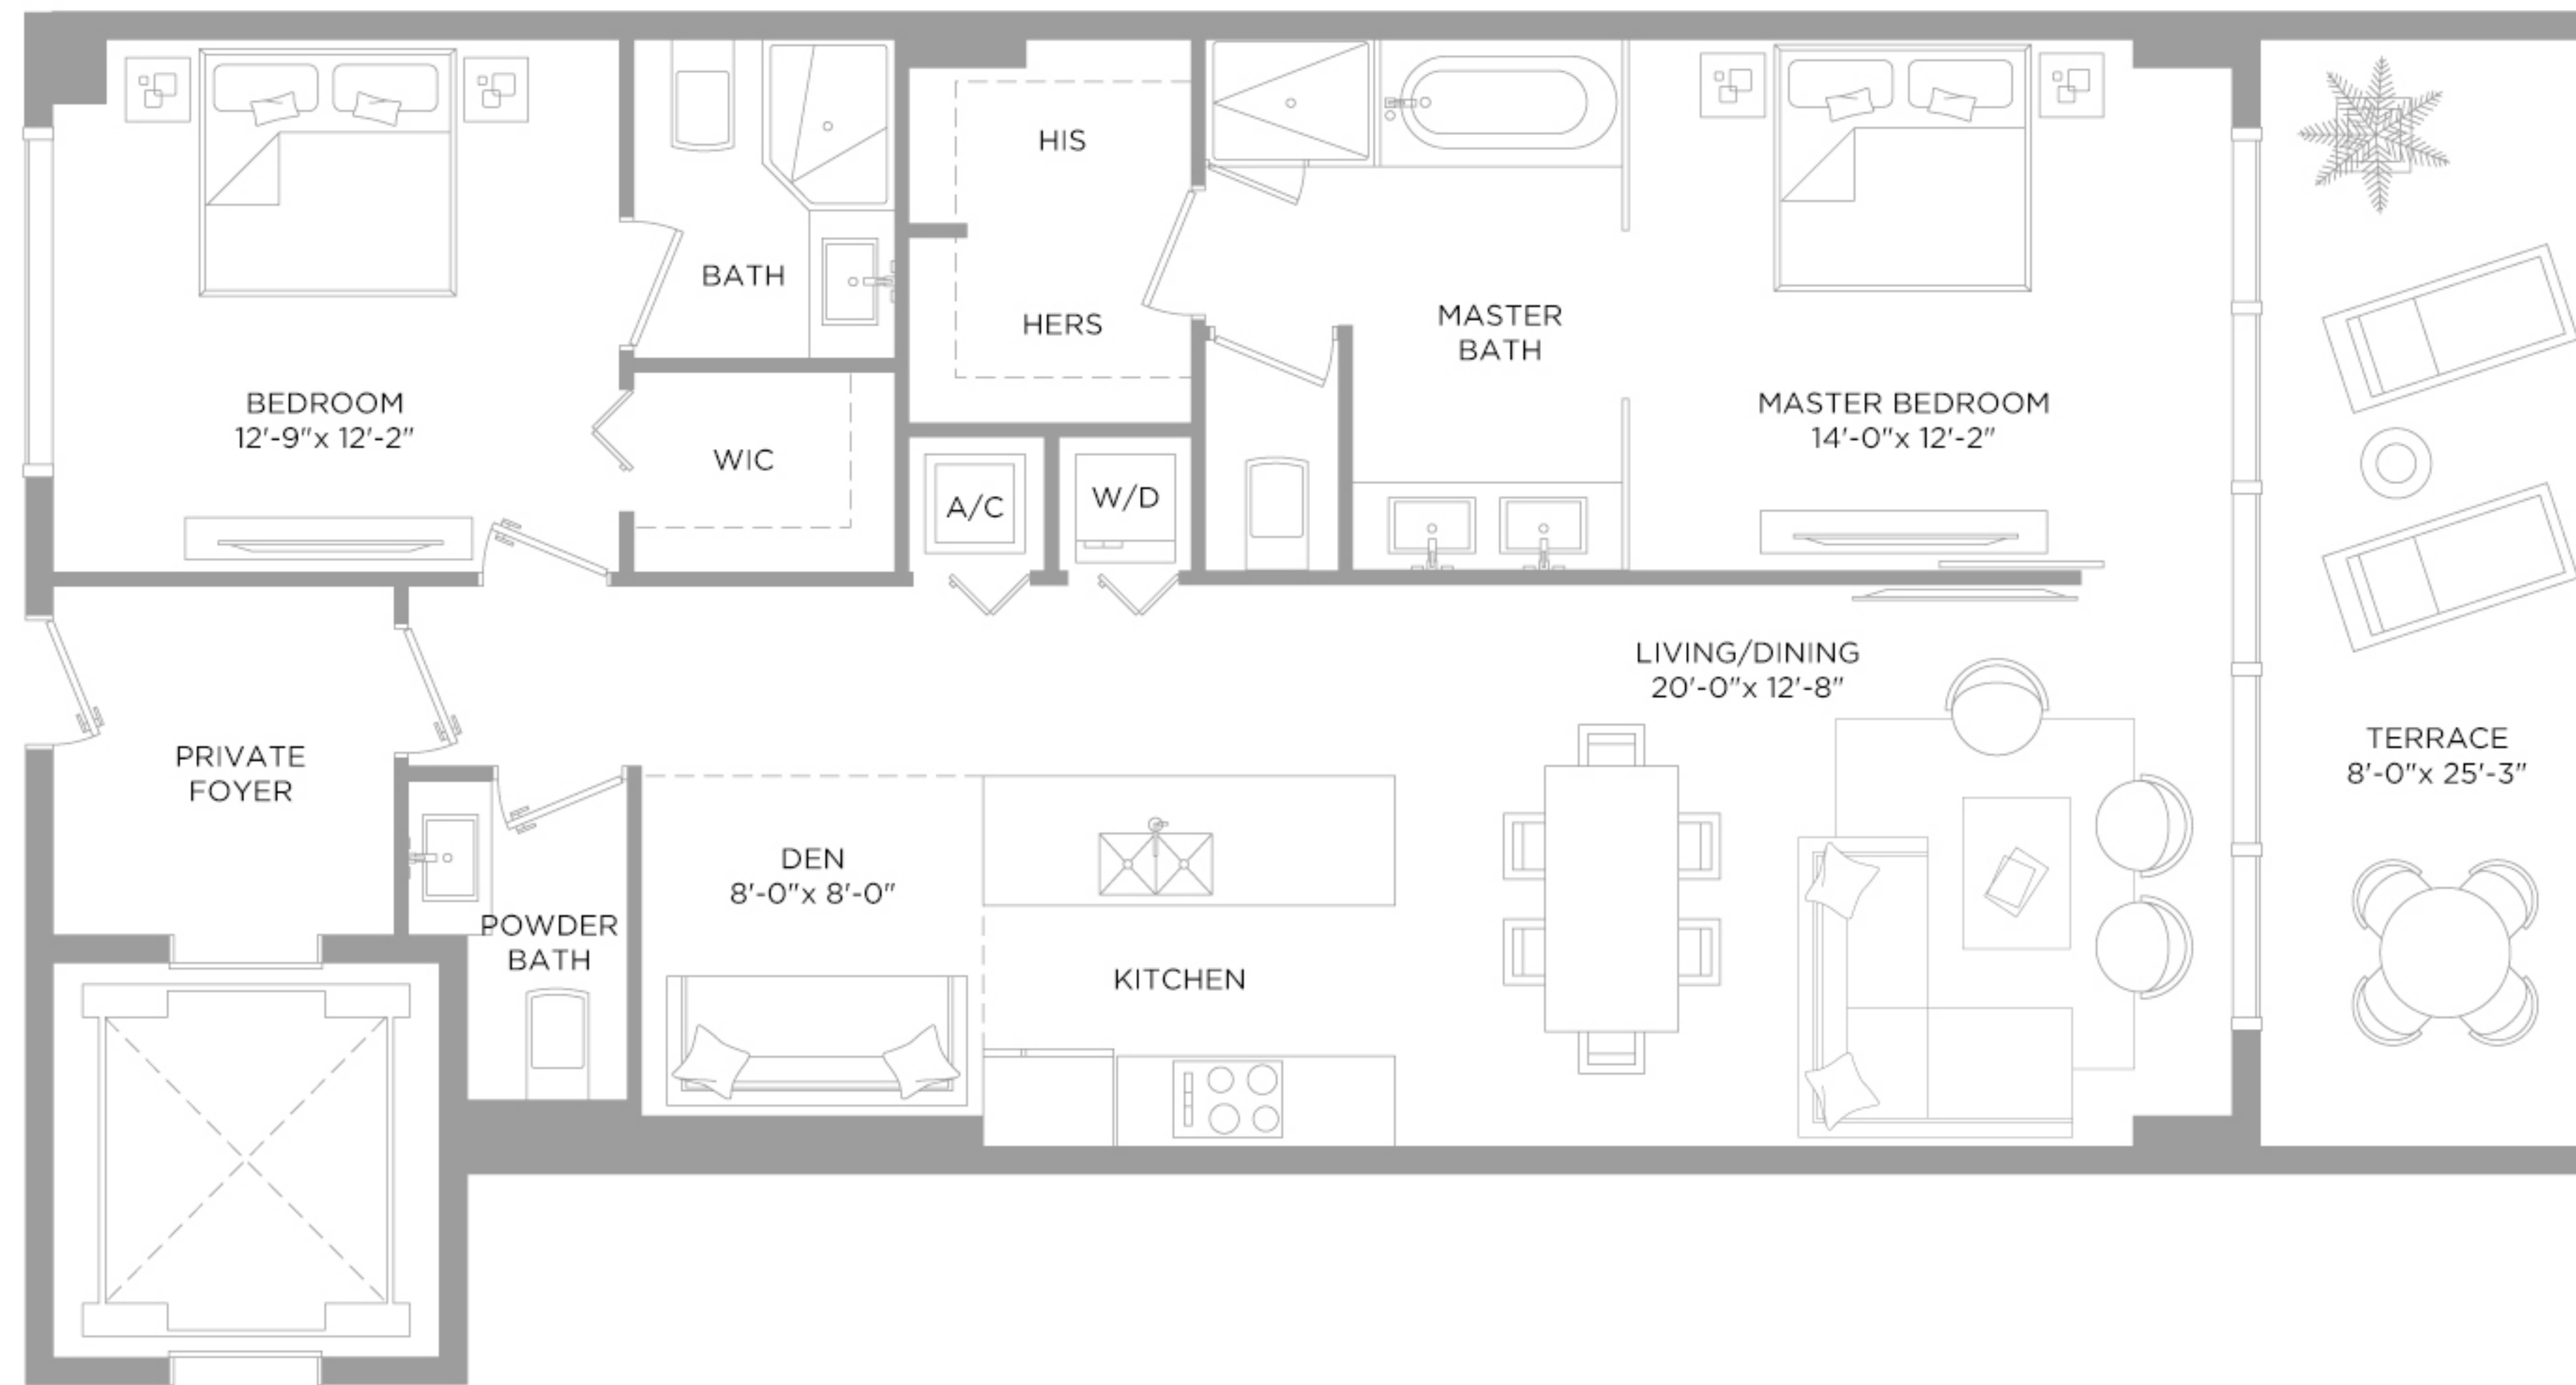 HIS
BATH
HERS
MASTER
BATH
BEDROOM
12'-9"x 12'-2"
MASTER BEDROOM
14'-0"x 12'-2"
WIC
A/C
W/D
LIVING/DINING
20'-0"x 12'-8"
PRIVATE
FOYER
TERRACE
8'-0"x 25'-3"
DEN
8'-0"x 8'-0"
POWDER
BATH
KITCHEN